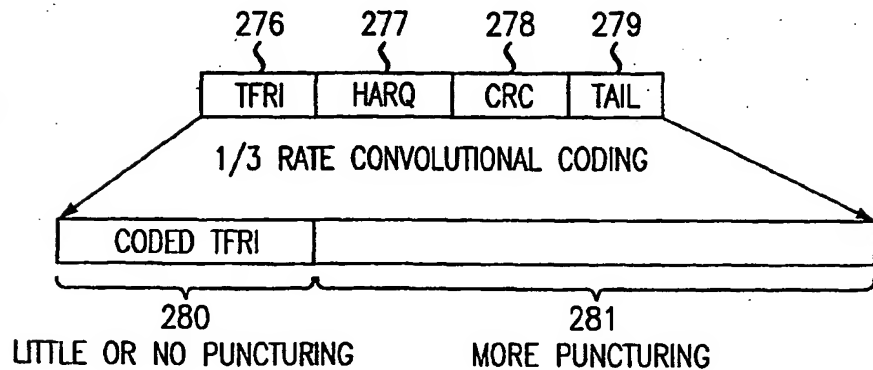 276 277 278 279
TFRI HARQ CRC TAIL
1/3 RATE CONVOLUTIONAL CODING
CODED TFRI
280 281
LITTLE OR NO PUNCTURING MORE PUNCTURING